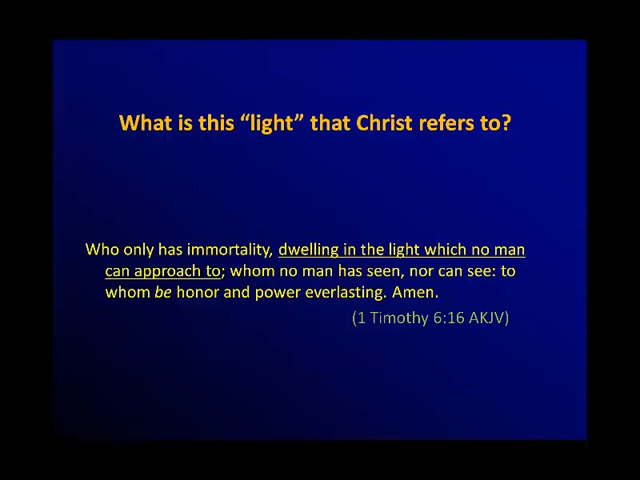 What is this “light” that Christ refers to?
Who only has immortality, dwelling in the light which no man
can approach to; whom no man has seen, nor can see: to
whom be honor and power everlasting. Amen.
(1 Timothy 6:16 AKJV)